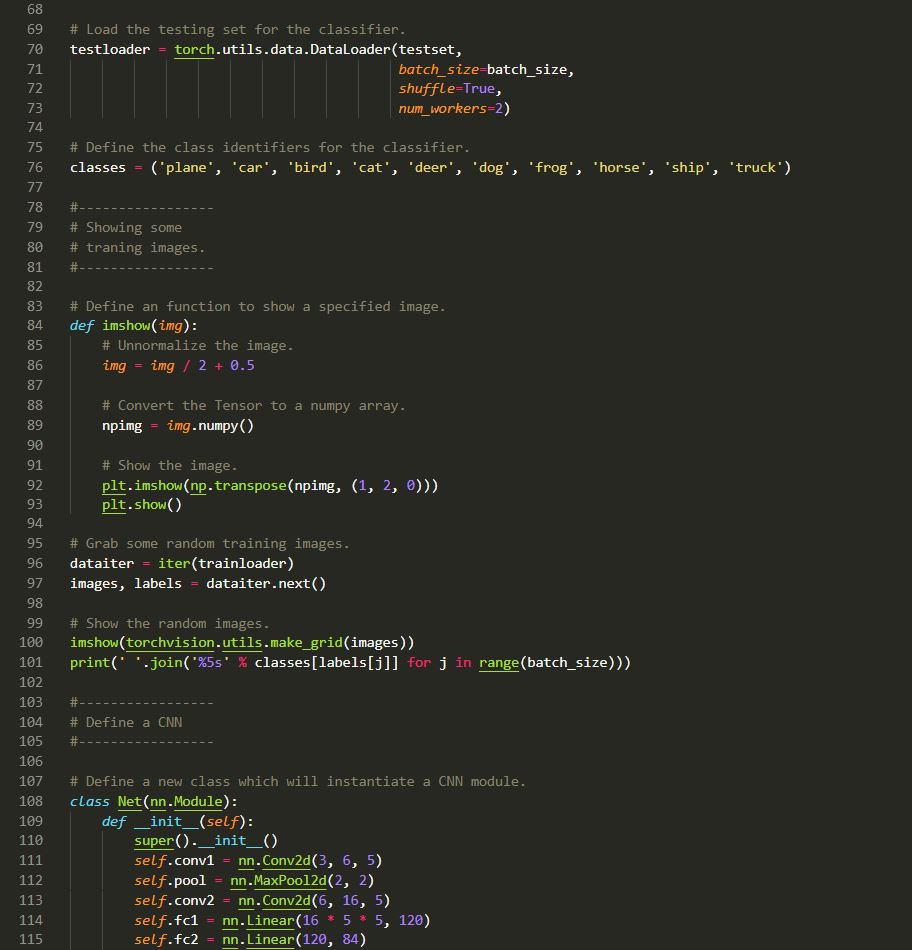 68
69 # Load the testing set for the classifier.
70 testloader = torch.utils.data.DataLoader(testset,
71 batch_size=batch_size,
72 shuffle=True,
73 num_workers=2)
74
75 # Define the class identifiers for the classifier.
76 classes = ('plane', 'car', 'bird', 'cat', 'deer', 'dog', 'frog', 'horse', 'ship', 'truck')
77
78 #-----------------
79 # Showing some
80 # traning images.
81 #-----------------
82
83 # Define an function to show a specified image.
84 def imshow(img):
85     # Unnormalize the image.
86     img = img / 2 + 0.5
87
88     # Convert the Tensor to a numpy array.
89     npimg = img.numpy()
90
91     # Show the image.
92     plt.imshow(np.transpose(npimg, (1, 2, 0)))
93     plt.show()
94
95 # Grab some random training images.
96 dataiter = iter(trainloader)
97 images, labels = dataiter.next()
98
99 # Show the random images.
100 imshow(torchvision.utils.make_grid(images))
101 print(' '.join('%5s' % classes[labels[j]] for j in range(batch_size)))
102
103 #-----------------
104 # Define a CNN
105 #-----------------
106
107 # Define a new class which will instantiate a CNN module.
108 class Net(nn.Module):
109     def __init__(self):
110         super().__init__()
111         self.conv1 = nn.Conv2d(3, 6, 5)
112         self.pool = nn.MaxPool2d(2, 2)
113         self.conv2 = nn.Conv2d(6, 16, 5)
114         self.fc1 = nn.Linear(16 * 5 * 5, 120)
115         self.fc2 = nn.Linear(120, 84)